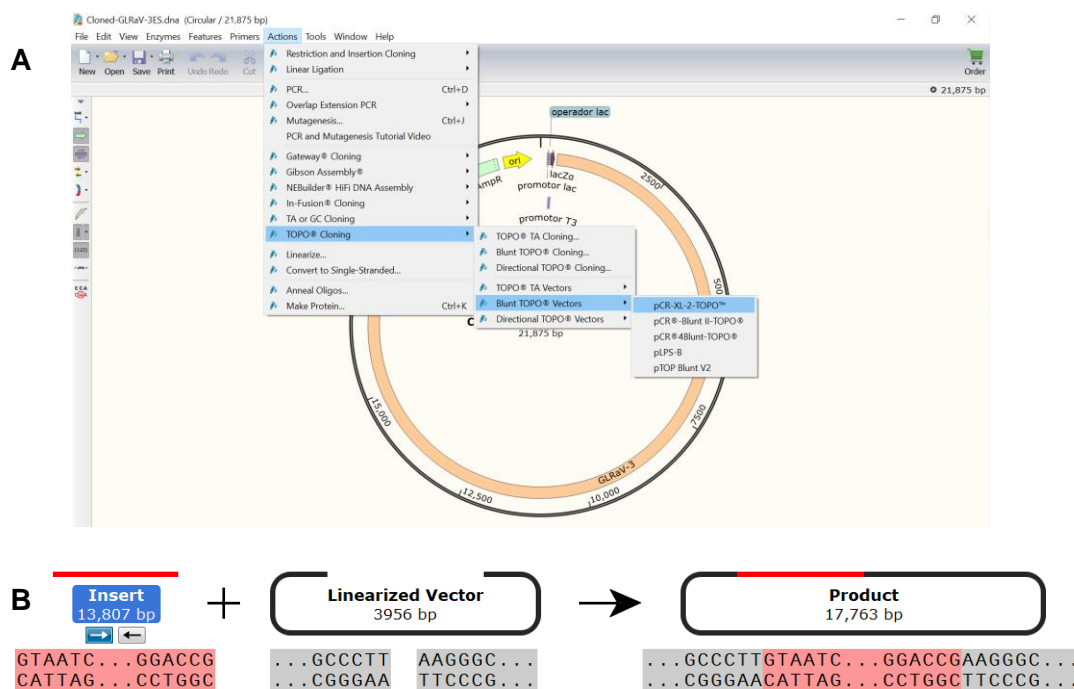 A
Cloned-GLRaV-3ES.dna (Circular / 21,875 bp)
File Edit View Enzymes Features Primers Actions Tools Window Help
New Open Save Print Undo Redo Cut Order
21,875 bp
Restriction and Insertion Cloning
Linear Ligation
PCR... Ctrl+D
Overlap Extension PCR
Mutagenesis... Ctrl+J
PCR and Mutagenesis Tutorial Video
Gateway® Cloning
Gibson Assembly®
NEBuilder® HiFi DNA Assembly
In-Fusion® Cloning
TA or GC Cloning
TOPO® Cloning
Linearize...
Convert to Single-Stranded...
Anneal Oligos...
Make Protein... Ctrl+K
TOPO® TA Cloning...
Blunt TOPO® Cloning...
Directional TOPO® Cloning...
TOPO® TA Vectors
Blunt TOPO® Vectors
Directional TOPO® Vectors
pCR-XL-2-TOPO™
pCR®-Blunt II-TOPO®
pCR®4Blunt-TOPO®
pLPS-B
pTOP Blunt V2
operador lac
ori
AmpR
lacZα
promotor lac
promotor T3
2500
500
7500
10,000
12,500
15,000
GLRaV-3
C
21,875 bp
B
Insert
13,807 bp
+
Linearized Vector
3956 bp
Product
17,763 bp
GTAATC...GGACCG
CATTAG...CCTGGC
...GCCCTT AAGGGC...
...CGGGAA TTCCCG...
...GCCCTTGTAATC...GGACCGAAGGGC...
...CGGGAACATTAG...CCTGGCTTCCCG...